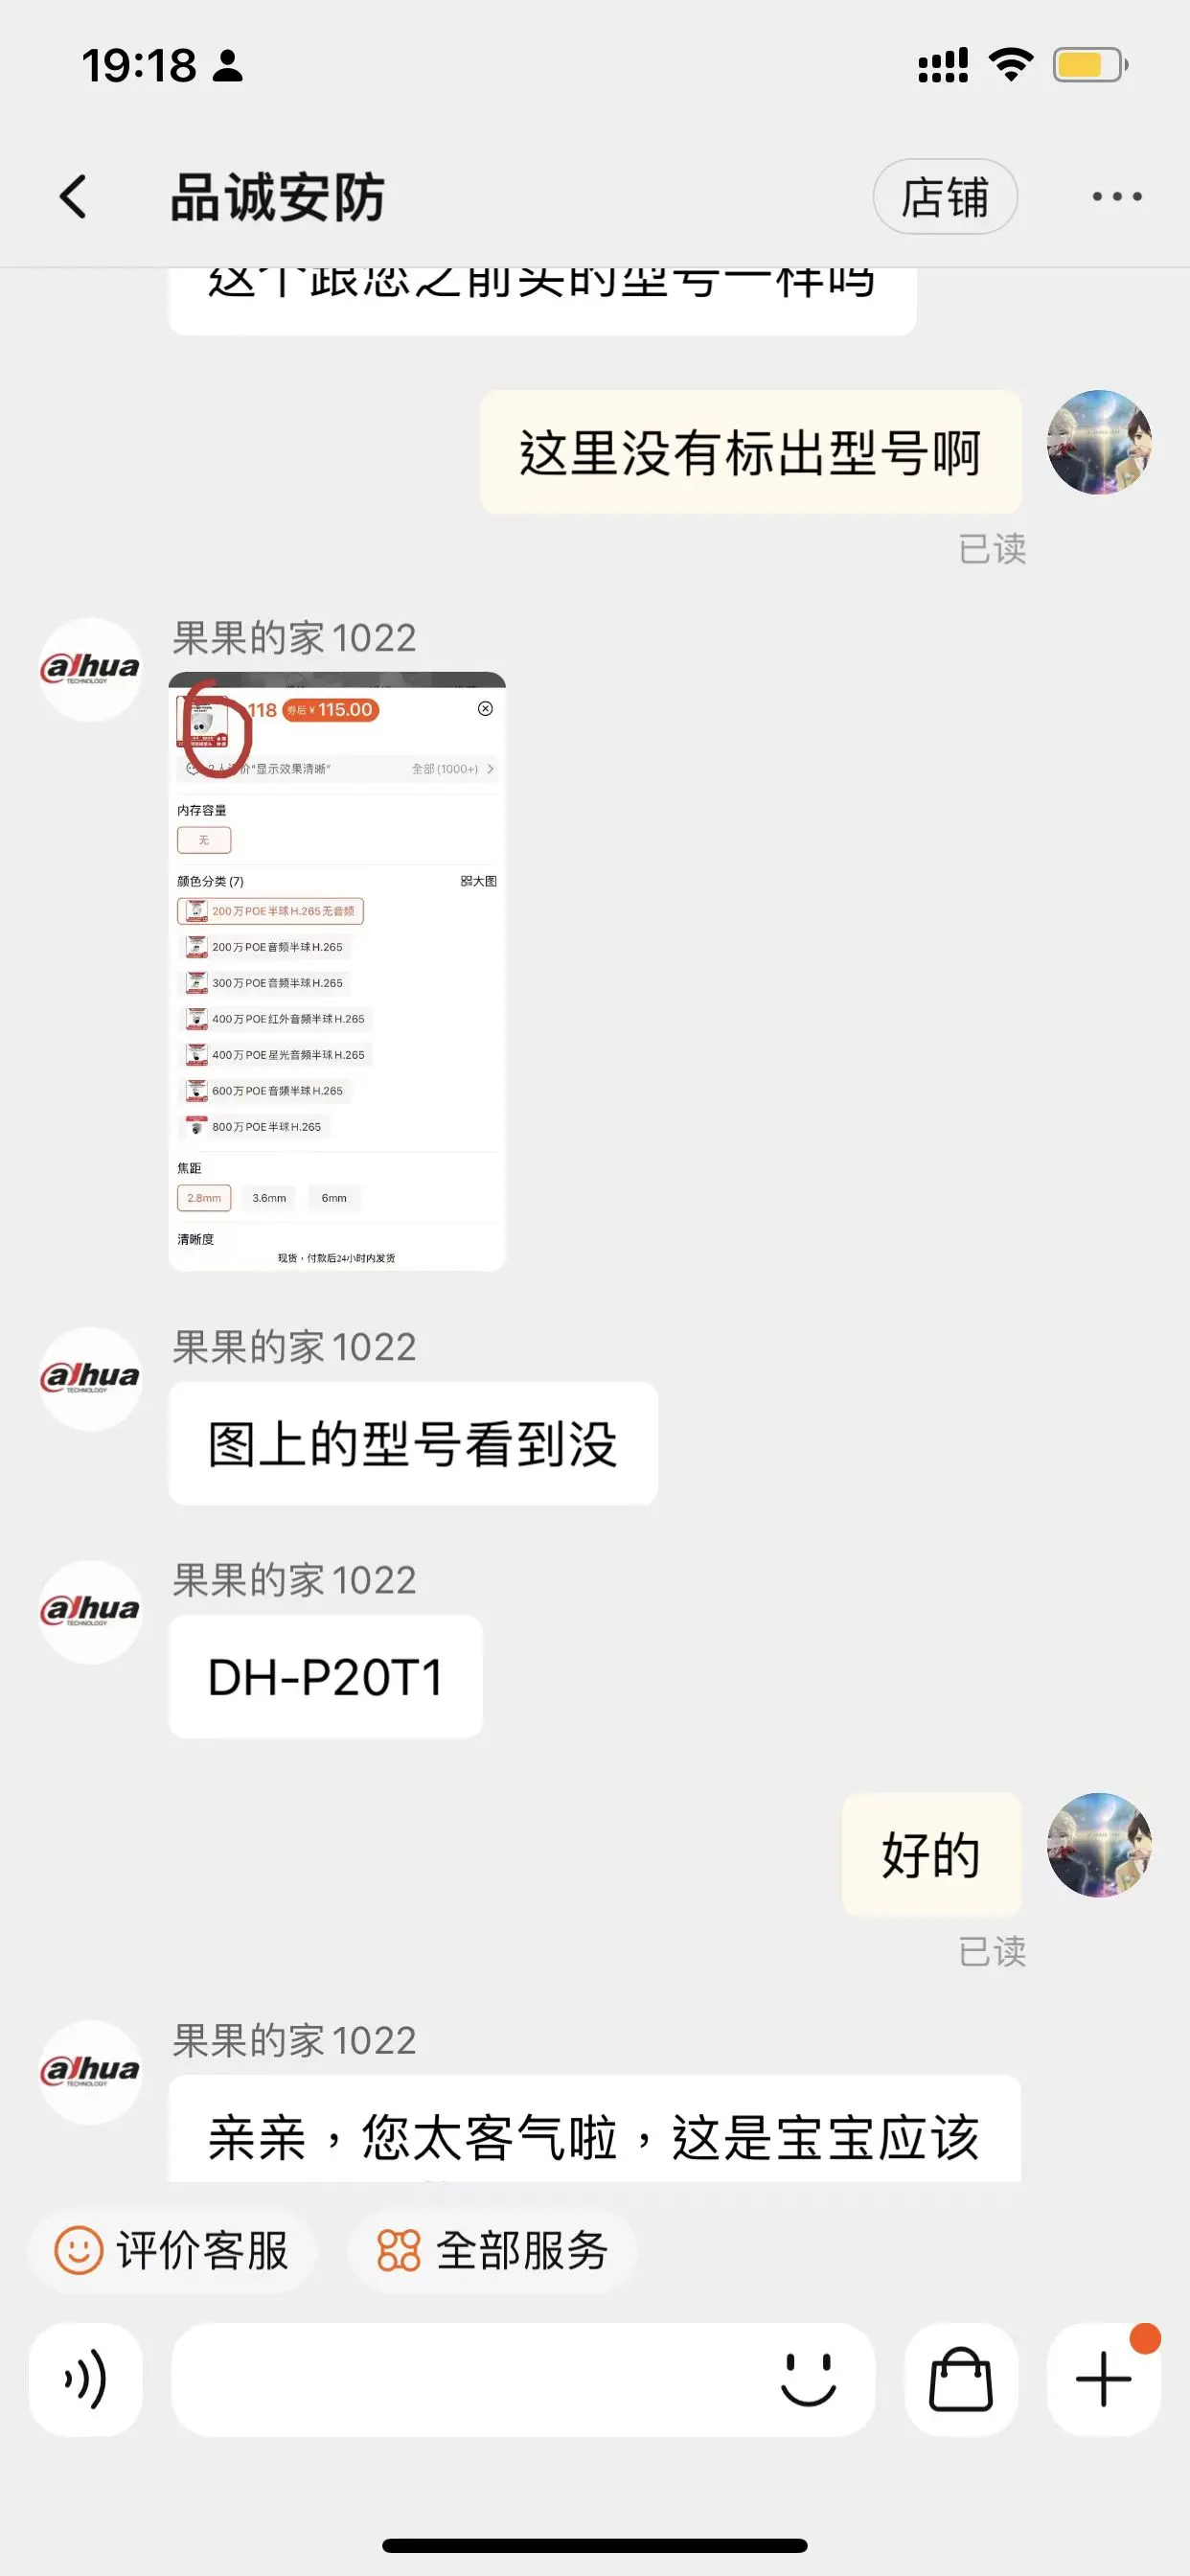 19:18
品诚安防
店铺
这个跟您之前买的型号一样吗
这里没有标出型号啊
已读
果果的家1022
alhua
TECHNOLOGY
118 券后¥115.00
2人评价"显示效果清晰"
全部(1000+)
内存容量
无
颜色分类(7)
大图
200万POE半球H.265无音频
200万POE音频半球H.265
300万POE音频半球H.265
400万POE红外音频半球H.265
400万POE星光音频半球H.265
600万POE音频半球H.265
800万POE半球H.265
焦距
2.8mm 3.6mm 6mm
清晰度
现货,付款后24小时内发货
果果的家1022
alhua
TECHNOLOGY
图上的型号看到没
果果的家1022
alhua
TECHNOLOGY
DH-P20T1
好的
已读
果果的家1022
alhua
TECHNOLOGY
亲亲,您太客气啦,这是宝宝应该
评价客服
全部服务